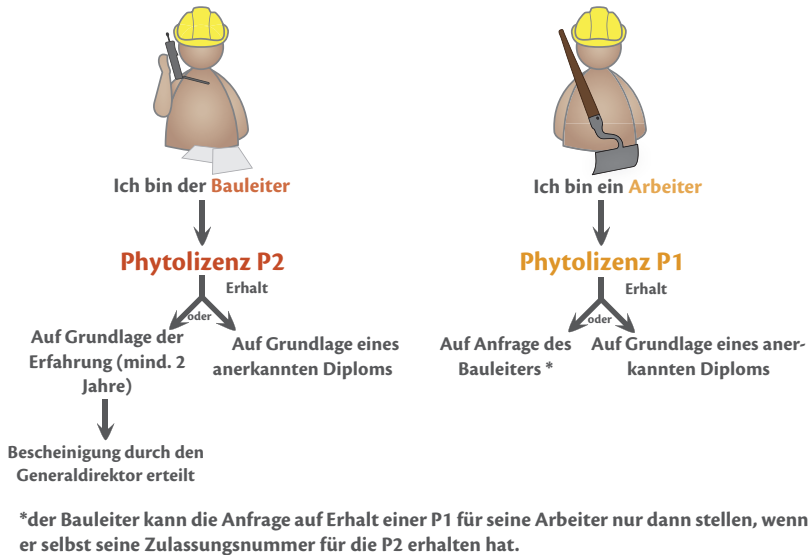 Ich bin der Bauleiter
Phytolizenz P2
Erhalt
oder
Auf Grundlage der
Erfahrung (mind. 2
Jahre)
Auf Grundlage eines
anerkannten Diploms
Bescheinigung durch den
Generaldirektor erteilt
Ich bin ein Arbeiter
Phytolizenz P1
Erhalt
oder
Auf Anfrage des
Bauleiters *
Auf Grundlage eines aner-
kannten Diploms
*der Bauleiter kann die Anfrage auf Erhalt einer P1 für seine Arbeiter nur dann stellen, wenn
er selbst seine Zulassungsnummer für die P2 erhalten hat.